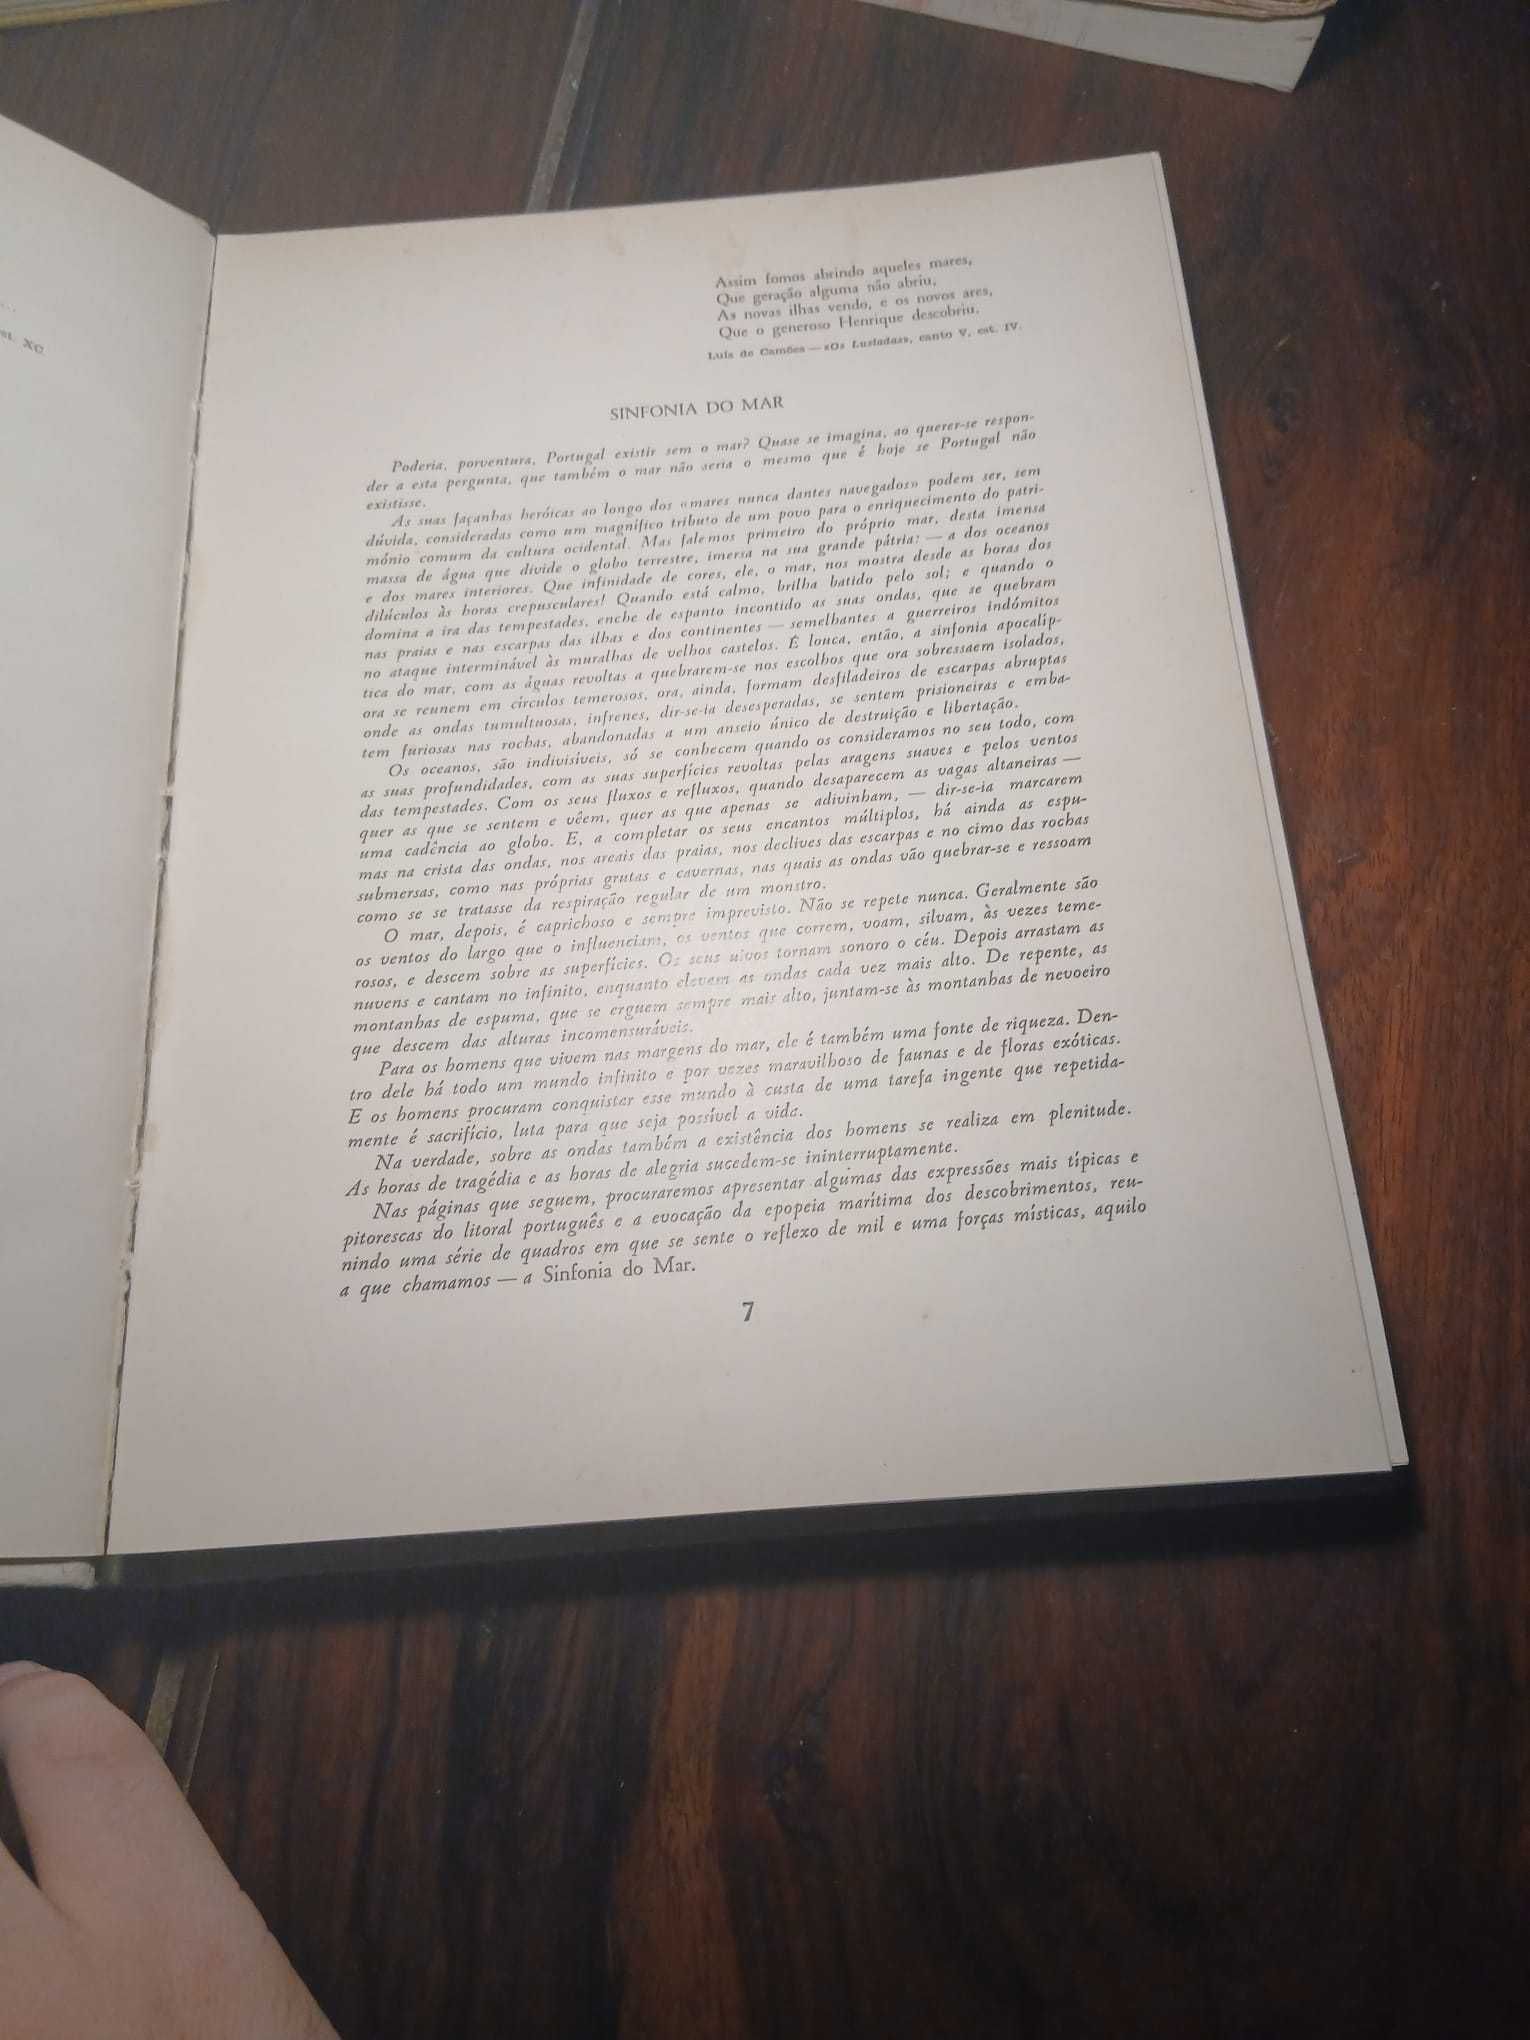 et. XC
Assim fomos abrindo aqueles mares,
Que geração alguma não abriu,
As novas ilhas vendo, e os novos ares,
Que o generoso Henrique descobriu.
Luís de Camões — «Os Lusíadas», canto V, est. IV.
SINFONIA DO MAR
Poderia, porventura, Portugal existir sem o mar? Quase se imagina, ao querer-se respon-
der a esta pergunta, que também o mar não seria o mesmo que é hoje se Portugal não
existisse.
As suas façanhas heróicas ao longo dos «mares nunca dantes navegados» podem ser, sem
dúvida, consideradas como um magnífico tributo de um povo para o enriquecimento do patri-
mónio comum da cultura ocidental. Mas falemos primeiro do próprio mar, desta imensa
massa de água que divide o globo terrestre, imersa na sua grande pátria: — a dos oceanos
e dos mares interiores. Que infinidade de cores, ele, o mar, nos mostra desde as horas dos
dilúculos às horas crepusculares! Quando está calmo, brilha batido pelo sol; e quando o
domina a ira das tempestades, enche de espanto incontido as suas ondas, que se quebram
nas praias e nas escarpas das ilhas e dos continentes — semelhantes a guerreiros indómitos
no ataque interminável às muralhas de velhos castelos. É louca, então, a sinfonia apocalíp-
tica do mar, com as águas revoltas a quebrarem-se nos escolhos que ora sobressaem isolados,
ora se reunem em círculos temerosos, ora, ainda, formam desfiladeiros de escarpas abruptas
onde as ondas tumultuosas, infrenes, dir-se-ia desesperadas, se sentem prisioneiras e emba-
tem furiosas nas rochas, abandonadas a um anseio único de destruição e libertação.
Os oceanos, são indivisíveis, só se conhecem quando os consideramos no seu todo, com
as suas profundidades, com as suas superfícies revoltas pelas aragens suaves e pelos ventos
das tempestades. Com os seus fluxos e refluxos, quando desaparecem as vagas altaneiras —
quer as que se sentem e vêem, quer as que apenas se adivinham, — dir-se-ia marcarem
uma cadência ao globo. E, a completar os seus encantos múltiplos, há ainda as espu-
mas na crista das ondas, nos areais das praias, nos declives das escarpas e no cimo das rochas
submersas, como nas próprias grutas e cavernas, nas quais as ondas vão quebrar-se e ressoam
como se se tratasse da respiração regular de um monstro.
O mar, depois, é caprichoso e sempre imprevisto. Não se repete nunca. Geralmente são
os ventos do largo que o influenciam, os ventos que correm, voam, silvam, às vezes teme-
rosos, e descem sobre as superfícies. Os seus uivos tornam sonoro o céu. Depois arrastam as
nuvens e cantam no infinito, enquanto elevam as ondas cada vez mais alto. De repente, as
montanhas de espuma, que se erguem sempre mais alto, juntam-se às montanhas de nevoeiro
que descem das alturas incomensuráveis.
Para os homens que vivem nas margens do mar, ele é também uma fonte de riqueza. Den-
tro dele há todo um mundo infinito e por vezes maravilhoso de faunas e de floras exóticas.
E os homens procuram conquistar esse mundo à custa de uma tarefa ingente que repetida-
mente é sacrifício, luta para que seja possível a vida.
Na verdade, sobre as ondas também a existência dos homens se realiza em plenitude.
As horas de tragédia e as horas de alegria sucedem-se ininterruptamente.
Nas páginas que seguem, procuraremos apresentar algumas das expressões mais típicas e
pitorescas do litoral português e a evocação da epopeia marítima dos descobrimentos, reu-
nindo uma série de quadros em que se sente o reflexo de mil e uma forças místicas, aquilo
a que chamamos — a Sinfonia do Mar.
7